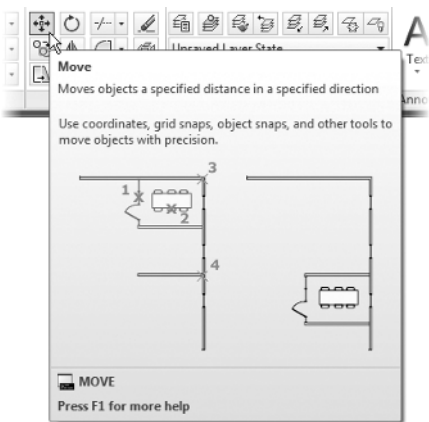 Unsaved Layer State
Move
Moves objects a specified distance in a specified direction
Use coordinates, grid snaps, object snaps, and other tools to
move objects with precision.
3
1
2
4
MOVE
Press F1 for more help